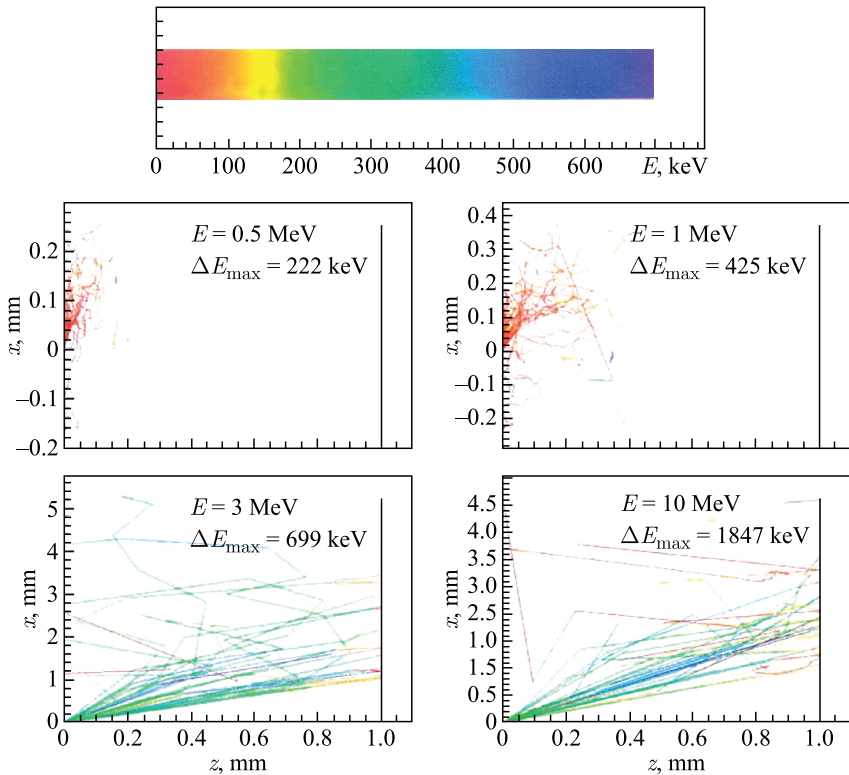 0 100 200 300 400 500 600 E, keV
0.2
0.1
0
–0.1
–0.2
x, mm
E = 0.5 MeV
ΔEmax = 222 keV
0.4
0.3
0.2
0.1
0
–0.1
–0.2
x, mm
E = 1 MeV
ΔEmax = 425 keV
5
4
3
2
1
0
x, mm
E = 3 MeV
ΔEmax = 699 keV
0 0.2 0.4 0.6 0.8 1.0
z, mm
4.5
4.0
3.5
3.0
2.5
1.0
1.5
0.5
0
x, mm
E = 10 MeV
ΔEmax = 1847 keV
0 0.2 0.4 0.6 0.8 1.0
z, mm